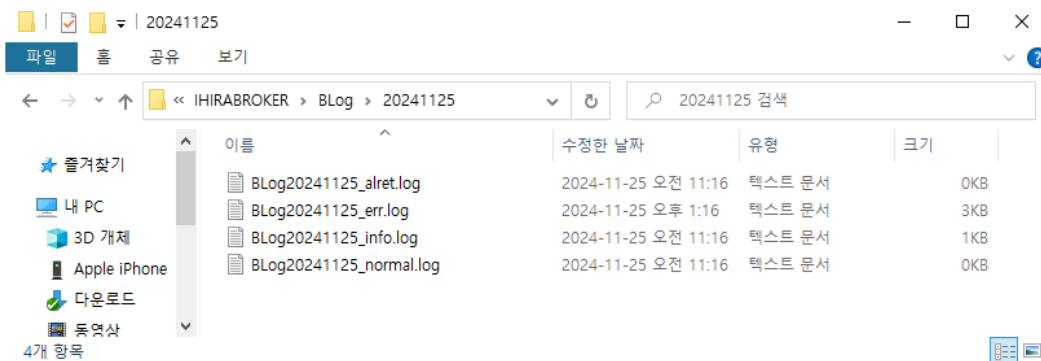 20241125
파일 홈 공유 보기
« IHIRABROKER › BLog › 20241125
20241125 검색
이름 수정한 날짜 유형 크기
즐겨찾기
내 PC
3D 개체
Apple iPhone
다운로드
동영상
BLog20241125_alret.log 2024-11-25 오전 11:16 텍스트 문서 0KB
BLog20241125_err.log 2024-11-25 오후 1:16 텍스트 문서 3KB
BLog20241125_info.log 2024-11-25 오전 11:16 텍스트 문서 1KB
BLog20241125_normal.log 2024-11-25 오전 11:16 텍스트 문서 0KB
4개 항목